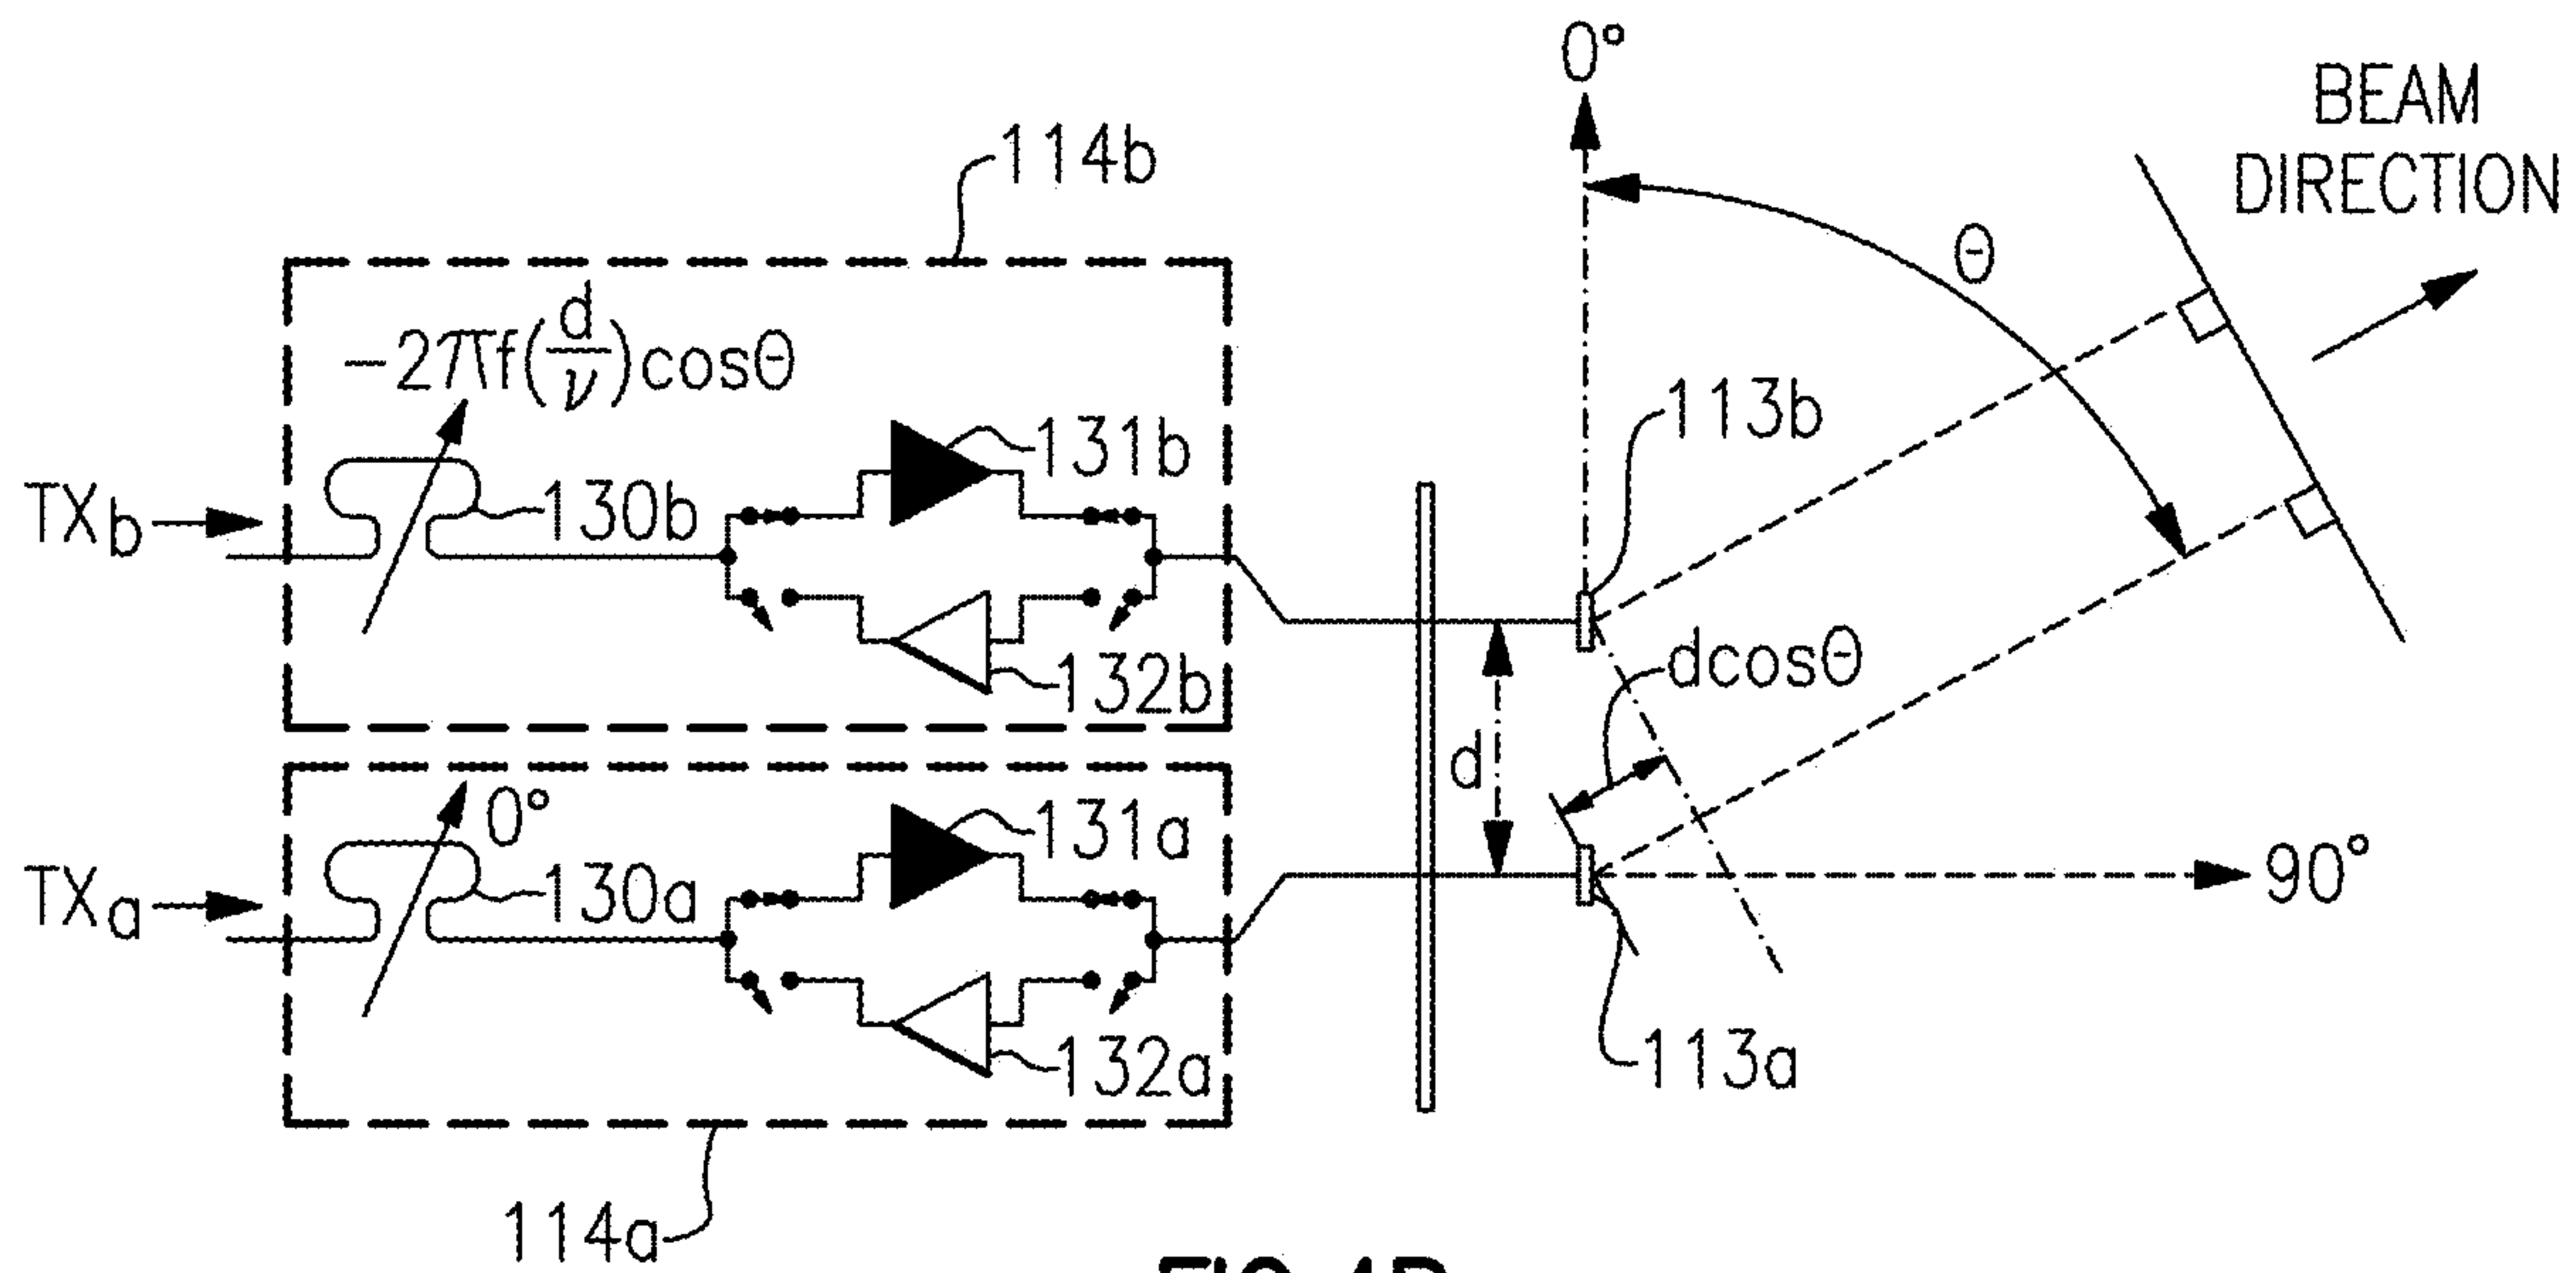 0°
BEAM
DIRECTION
114b
θ
-2πf(d/ν)cosθ
131b
113b
TXb
130b
132b
dcosθ
d
0°
131a
TXa
130a
90°
132a
113a
114a